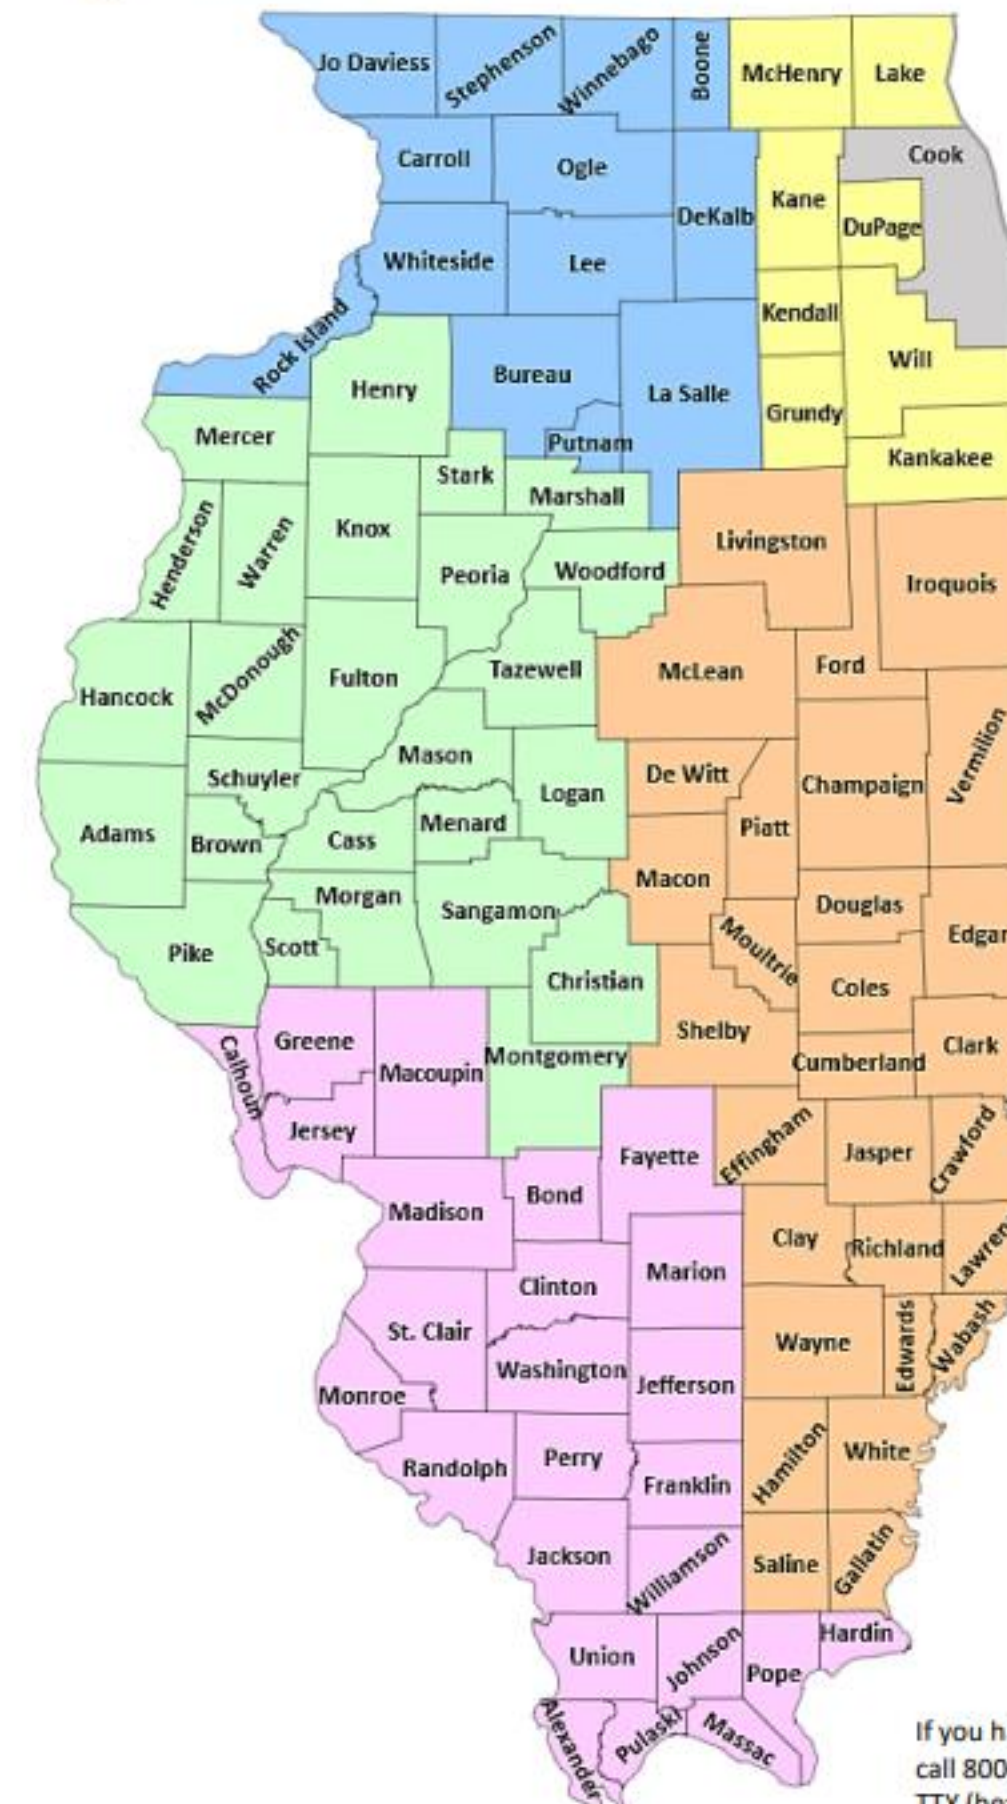 Jo Daviess
Stephenson
Winnebago
Boone
McHenry
Lake
Carroll
Ogle
DeKalb
Kane
Cook
DuPage
Whiteside
Lee
Kendall
Will
Rock Island
Henry
Bureau
La Salle
Grundy
Putnam
Kankakee
Mercer
Stark
Marshall
Henderson
Warren
Knox
Peoria
Woodford
Livingston
Iroquois
Hancock
McDonough
Fulton
Tazewell
McLean
Ford
Schuyler
Mason
Logan
De Witt
Champaign
Vermilion
Adams
Brown
Cass
Menard
Piatt
Macon
Morgan
Sangamon
Douglas
Edgar
Pike
Scott
Christian
Moultrie
Coles
Shelby
Calhoun
Greene
Macoupin
Montgomery
Cumberland
Clark
Jersey
Fayette
Effingham
Jasper
Crawford
Madison
Bond
Clay
Richland
Lawren
Marion
Clinton
St. Clair
Wayne
Edwards
Wabash
Washington
Jefferson
Monroe
Randolph
Perry
Franklin
Hamilton
White
Jackson
Williamson
Saline
Gallatin
Union
Johnson
Pope
Hardin
Alexander
Pulaski
Massac
If you h
call 800
TTY (he